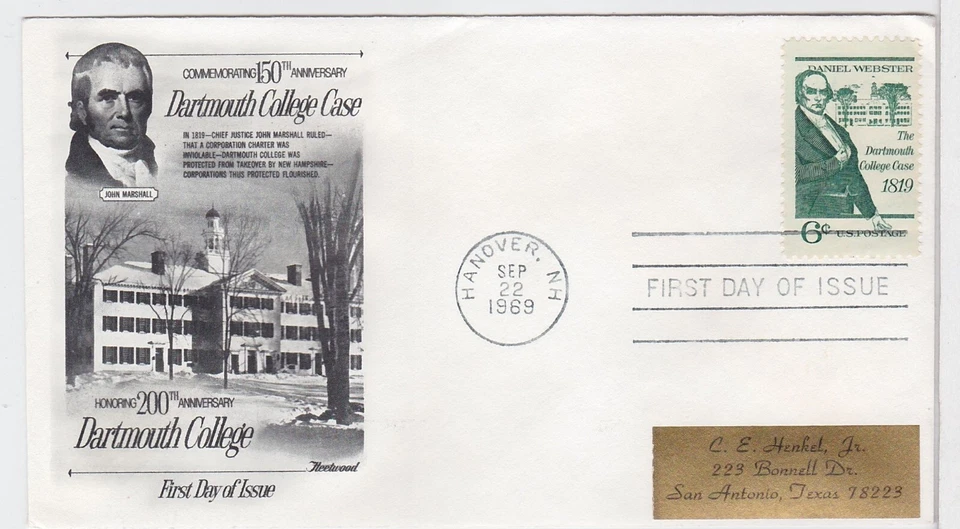 COMMEMORATING 150TH ANNIVERSARY
Dartmouth College Case
IN 1819—CHIEF JUSTICE JOHN MARSHALL RULED—
THAT A CORPORATION CHARTER WAS
INVIOLABLE—DARTMOUTH COLLEGE WAS
PROTECTED FROM TAKEOVER BY NEW HAMPSHIRE—
CORPORATIONS THUS PROTECTED FLOURISHED.
JOHN MARSHALL
HONORING 200TH ANNIVERSARY
Dartmouth College
Fleetwood
First Day of Issue
DANIEL WEBSTER
The
Dartmouth
College Case
1819
6c U.S. POSTAGE
HANOVER, NH
SEP
22
1969
FIRST DAY OF ISSUE
C. E. Henkel, Jr.
223 Bonnell Dr.
San Antonio, Texas 78223